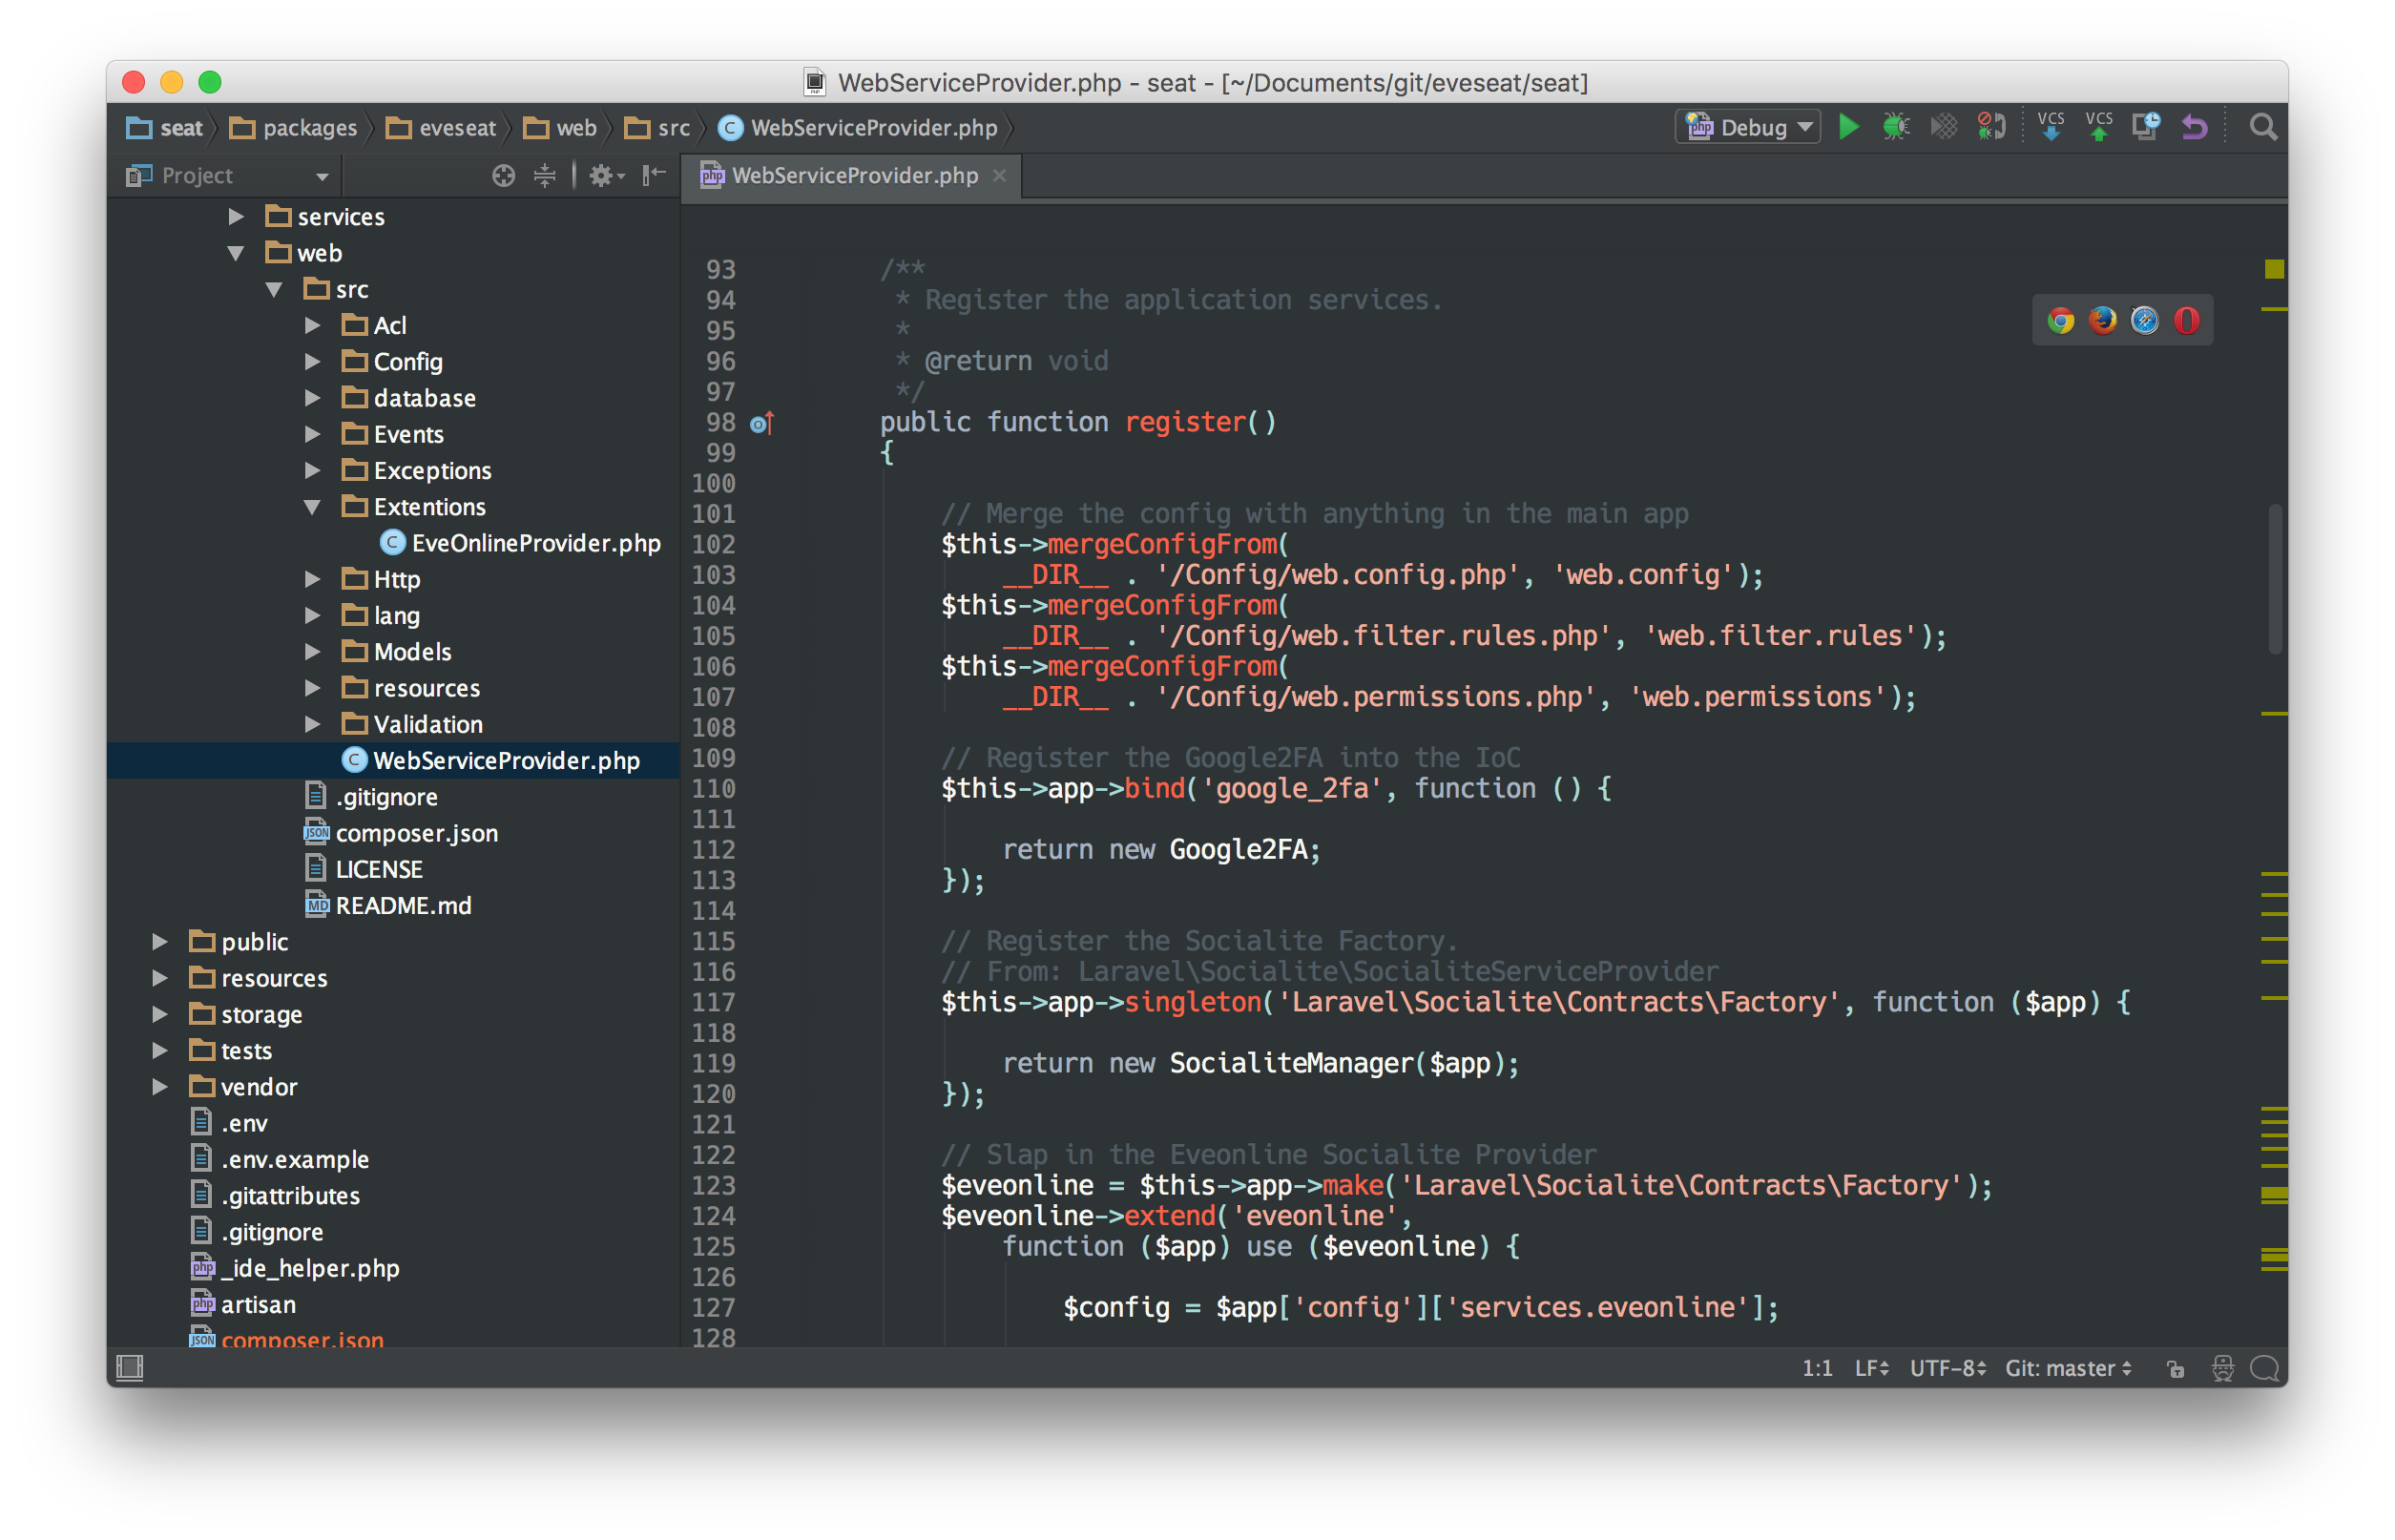 WebServiceProvider.php - seat - [~/Documents/git/eveseat/seat]
seat packages eveseat web src WebServiceProvider.php
Debug VCS VCS
Project
WebServiceProvider.php
services
web
src
Acl
Config
database
Events
Exceptions
Extentions
EveOnlineProvider.php
Http
lang
Models
resources
Validation
WebServiceProvider.php
.gitignore
composer.json
LICENSE
README.md
public
resources
storage
tests
vendor
.env
.env.example
.gitattributes
.gitignore
_ide_helper.php
artisan
composer.json
93 /**
94 * Register the application services.
95 *
96 * @return void
97 */
98 public function register()
99 {
100
101 // Merge the config with anything in the main app
102 $this->mergeConfigFrom(
103 __DIR__ . '/Config/web.config.php', 'web.config');
104 $this->mergeConfigFrom(
105 __DIR__ . '/Config/web.filter.rules.php', 'web.filter.rules');
106 $this->mergeConfigFrom(
107 __DIR__ . '/Config/web.permissions.php', 'web.permissions');
108
109 // Register the Google2FA into the IoC
110 $this->app->bind('google_2fa', function () {
111
112 return new Google2FA;
113 });
114
115 // Register the Socialite Factory.
116 // From: Laravel\Socialite\SocialiteServiceProvider
117 $this->app->singleton('Laravel\Socialite\Contracts\Factory', function ($app) {
118
119 return new SocialiteManager($app);
120 });
121
122 // Slap in the Eveonline Socialite Provider
123 $eveonline = $this->app->make('Laravel\Socialite\Contracts\Factory');
124 $eveonline->extend('eveonline',
125 function ($app) use ($eveonline) {
126
127 $config = $app['config']['services.eveonline'];
128
1:1 LF UTF-8 Git: master